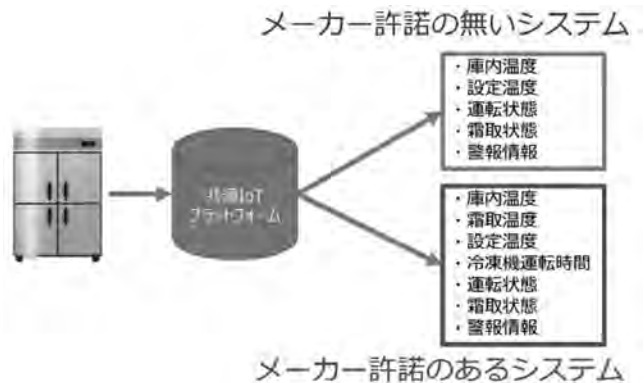 メーカー許諾の無いシステム
・庫内温度
・設定温度
・運転状態
・霜取状態
・警報情報
共通IoT
プラットフォーム
・庫内温度
・霜取温度
・設定温度
・冷凍機運転時間
・運転状態
・霜取状態
・警報情報
メーカー許諾のあるシステム